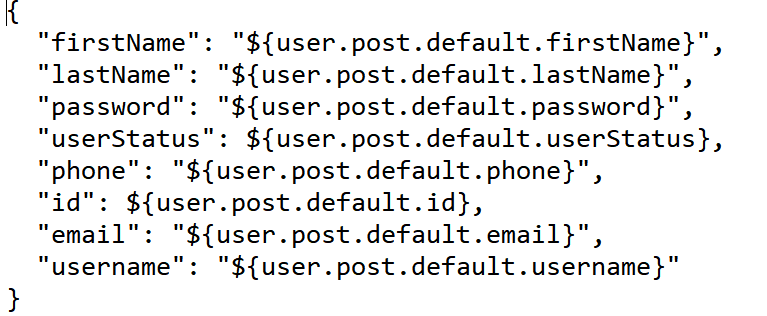 {
"firstName": "${user.post.default.firstName}",
"lastName": "${user.post.default.lastName}",
"password": "${user.post.default.password}",
"userStatus": ${user.post.default.userStatus},
"phone": "${user.post.default.phone}",
"id": ${user.post.default.id},
"email": "${user.post.default.email}",
"username": "${user.post.default.username}"
}